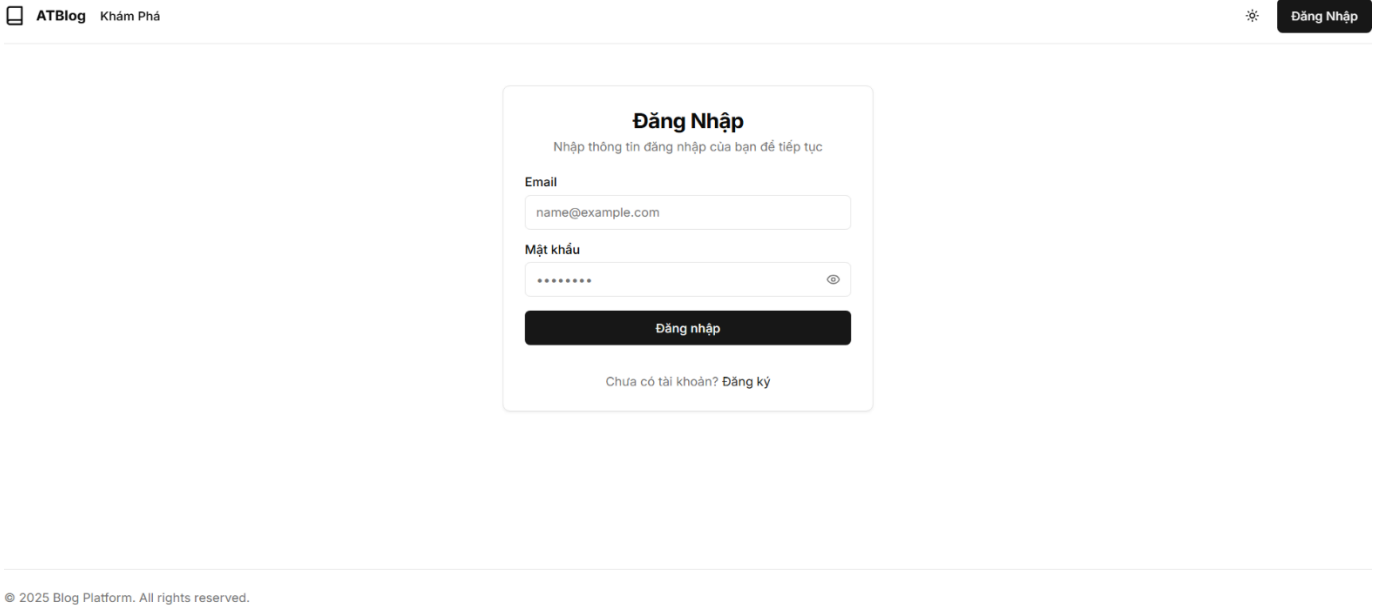 ATBlog Khám Phá Đăng Nhập
Đăng Nhập
Nhập thông tin đăng nhập của bạn để tiếp tục
Email
name@example.com
Mật khẩu
••••••••
Đăng nhập
Chưa có tài khoản? Đăng ký
© 2025 Blog Platform. All rights reserved.